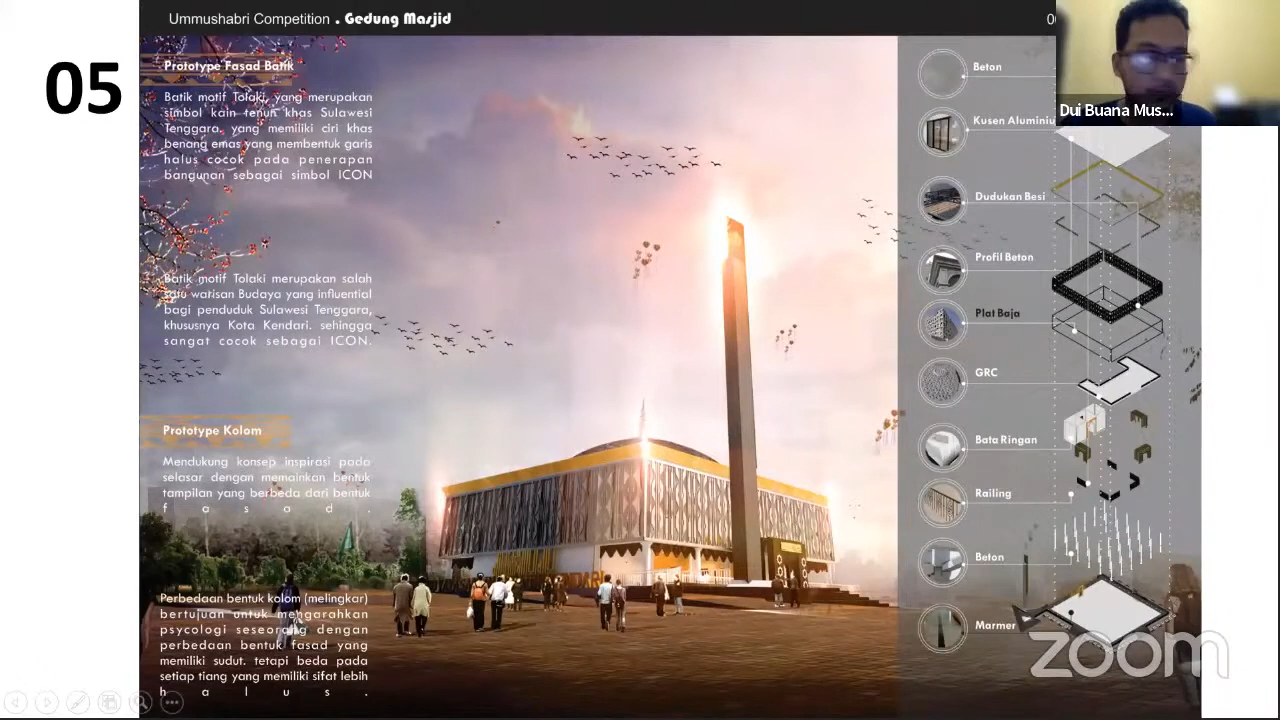 Ummushabri Competition . Gedung Masjid
05
Prototype Fasad Batik
Batik motif Tolaki, yang merupakan
simbol kain tenun khas Sulawesi
Tenggara, yang memiliki ciri khas
benang emas yang membentuk garis
halus cocok pada penerapan
bangunan sebagai simbol ICON
Batik motif Tolaki merupakan salah
satu watisan Budaya yang influential
bagi penduduk Sulawesi Tenggara,
khususnya Kota Kendari. sehingga
sangat cocok sebagai ICON.
Prototype Kolom
Mendukung konsep inspirasi pada
selasar dengan memainkan bentuk
tampilan yang berbeda dari bentuk
f a s a d .
Perbedaan bentuk kolom (melingkar)
bertujuan untuk mengarahkan
psycologi seseorang dengan
perbedaan bentuk fasad yang
memiliki sudut. tetapi beda pada
setiap tiang yang memiliki sifat lebih
h a l u s .
Beton
Kusen Aluminiu
Dudukan Besi
Profil Beton
Plat Baja
GRC
Bata Ringan
Railing
Beton
Marmer
Dui Buana Mus...
zoom